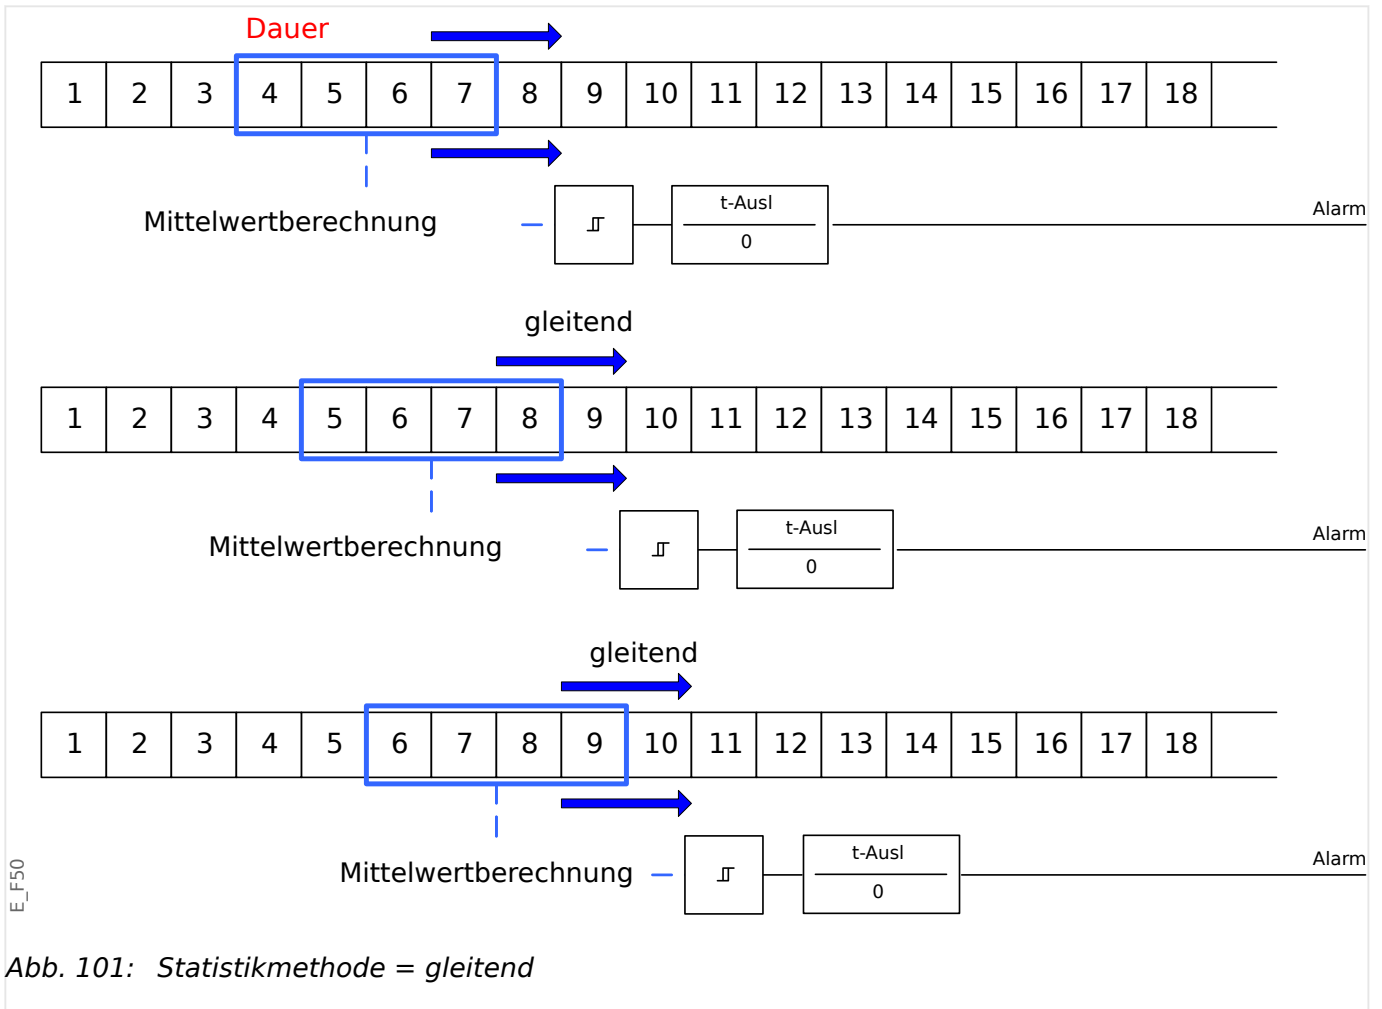 Dauer
1 2 3 4 5 6 7 8 9 10 11 12 13 14 15 16 17 18
Mittelwertberechnung
t-Ausl
0
Alarm
gleitend
1 2 3 4 5 6 7 8 9 10 11 12 13 14 15 16 17 18
Mittelwertberechnung
t-Ausl
0
Alarm
gleitend
1 2 3 4 5 6 7 8 9 10 11 12 13 14 15 16 17 18
Mittelwertberechnung
t-Ausl
0
Alarm
E_F50
Abb. 101: Statistikmethode = gleitend